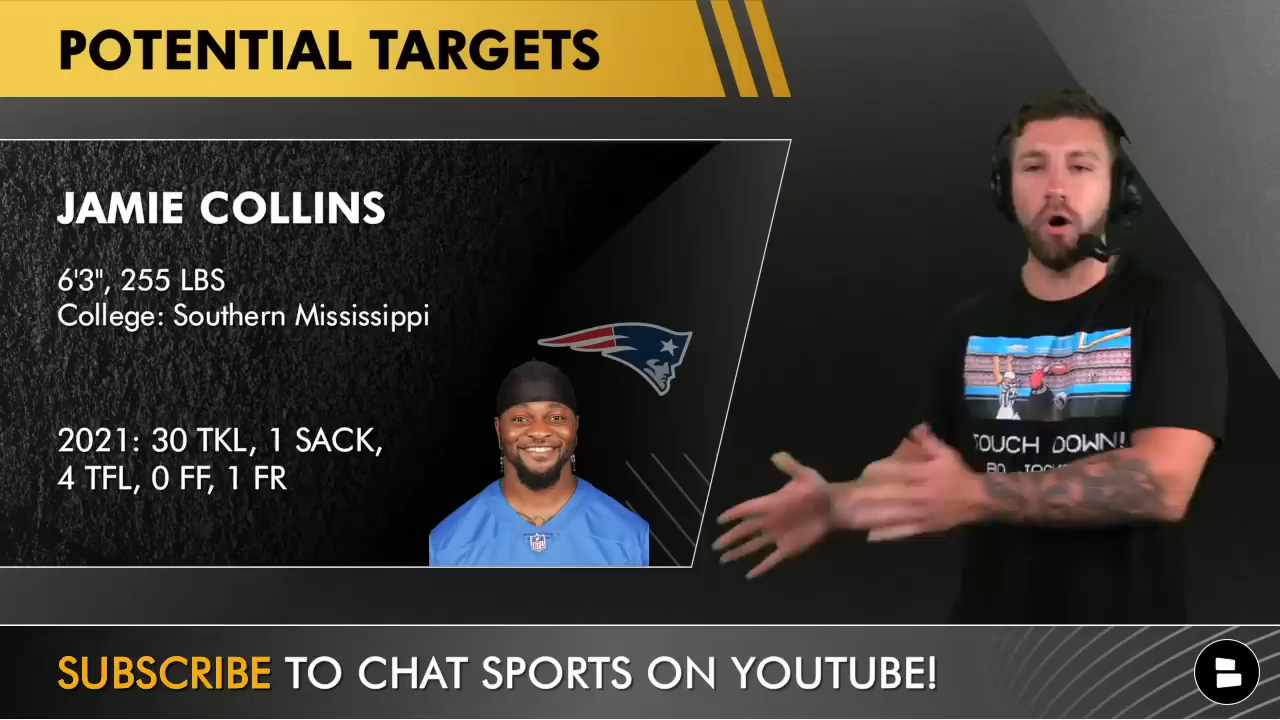 POTENTIAL TARGETS
JAMIE COLLINS
6'3", 255 LBS
College: Southern Mississippi
2021: 30 TKL, 1 SACK,
4 TFL, 0 FF, 1 FR
NFL
TOUCH DOWN!
SUBSCRIBE TO CHAT SPORTS ON YOUTUBE!